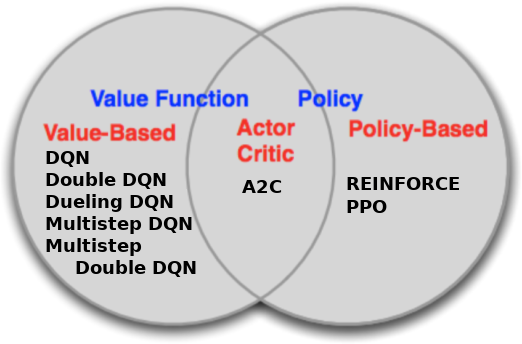 Value Function
Policy
Value-Based
Actor
Critic
Policy-Based
DQN
Double DQN
Dueling DQN
Multistep DQN
Multistep
Double DQN
A2C
REINFORCE
PPO